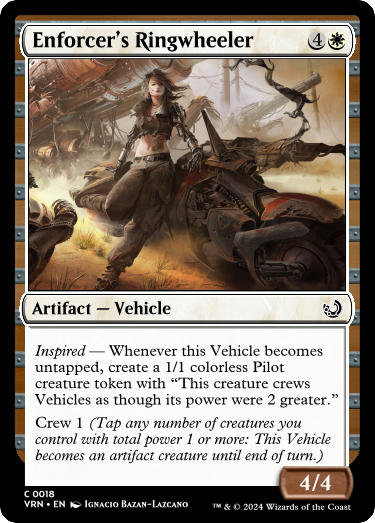 Enforcer's Ringwheeler 4
Artifact — Vehicle
Inspired — Whenever this Vehicle becomes
untapped, create a 1/1 colorless Pilot
creature token with “This creature crews
Vehicles as though its power were 2 greater.”
Crew 1 (Tap any number of creatures you
control with total power 1 or more: This Vehicle
becomes an artifact creature until end of turn.)
4/4
C 0018
VRN • EN Ignacio Bazan-Lazcano ™ & © 2024 Wizards of the Coast